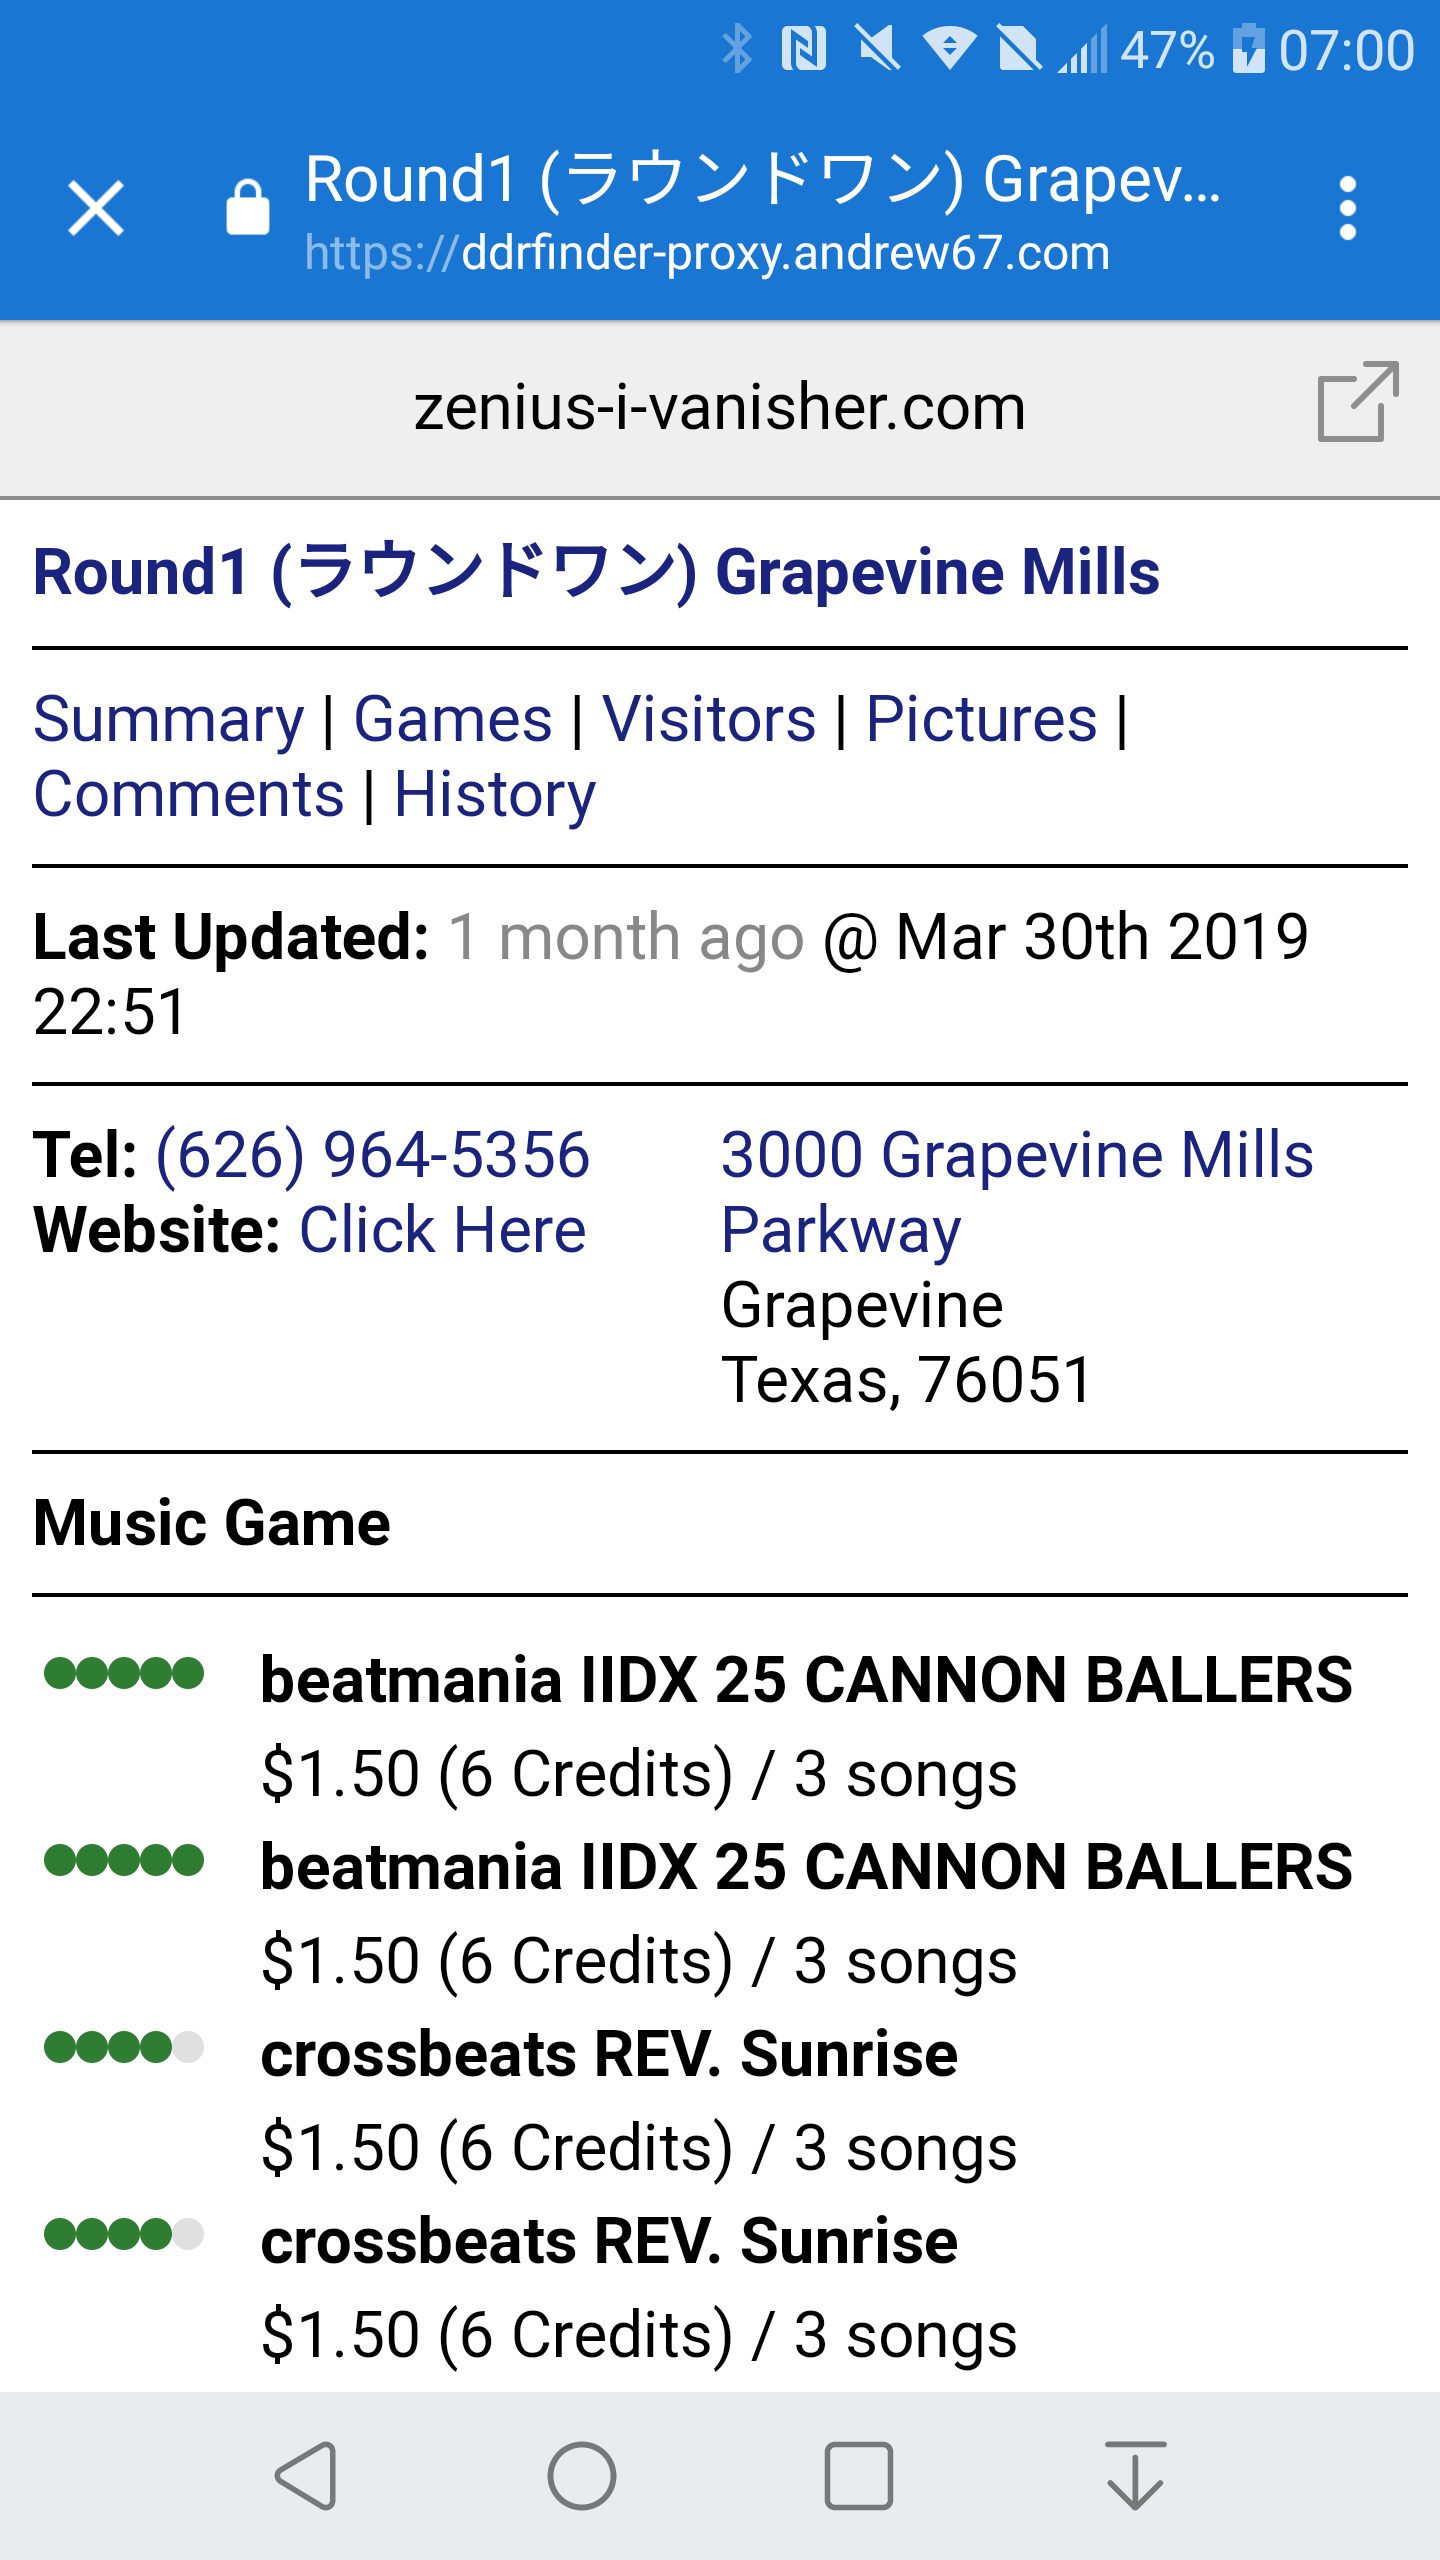 47% 07:00
Round1 (ラウンドワン) Grapev...
https://ddrfinder-proxy.andrew67.com
zenius-i-vanisher.com
Round1 (ラウンドワン) Grapevine Mills
Summary | Games | Visitors | Pictures |
Comments | History
Last Updated: 1 month ago @ Mar 30th 2019
22:51
Tel: (626) 964-5356
Website: Click Here
3000 Grapevine Mills
Parkway
Grapevine
Texas, 76051
Music Game
beatmania IIDX 25 CANNON BALLERS
$1.50 (6 Credits) / 3 songs
beatmania IIDX 25 CANNON BALLERS
$1.50 (6 Credits) / 3 songs
crossbeats REV. Sunrise
$1.50 (6 Credits) / 3 songs
crossbeats REV. Sunrise
$1.50 (6 Credits) / 3 songs